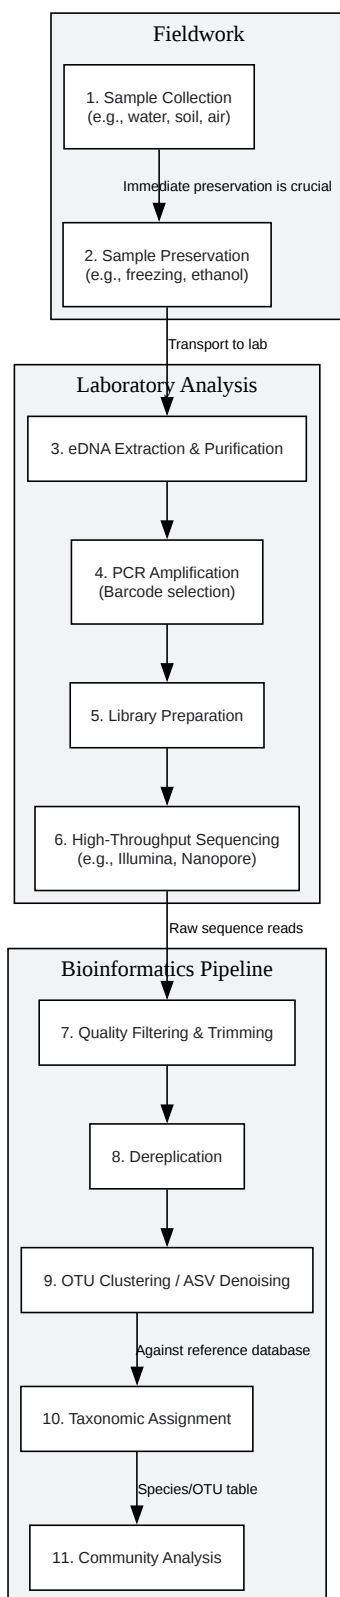 Fieldwork
1. Sample Collection
(e.g., water, soil, air)
Immediate preservation is crucial
2. Sample Preservation
(e.g., freezing, ethanol)
Transport to lab
Laboratory Analysis
3. eDNA Extraction & Purification
4. PCR Amplification
(Barcode selection)
5. Library Preparation
6. High-Throughput Sequencing
(e.g., Illumina, Nanopore)
Raw sequence reads
Bioinformatics Pipeline
7. Quality Filtering & Trimming
8. Dereplication
9. OTU Clustering / ASV Denoising
Against reference database
10. Taxonomic Assignment
Species/OTU table
11. Community Analysis